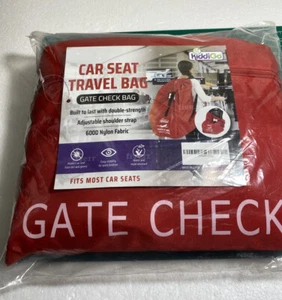 KiddiGo
CAR SEAT
TRAVEL BAG
GATE CHECK BAG
Built to last with double-strength
Adjustable shoulder strap
600D Nylon Fabric
FITS MOST CAR SEATS
GATE CHECK